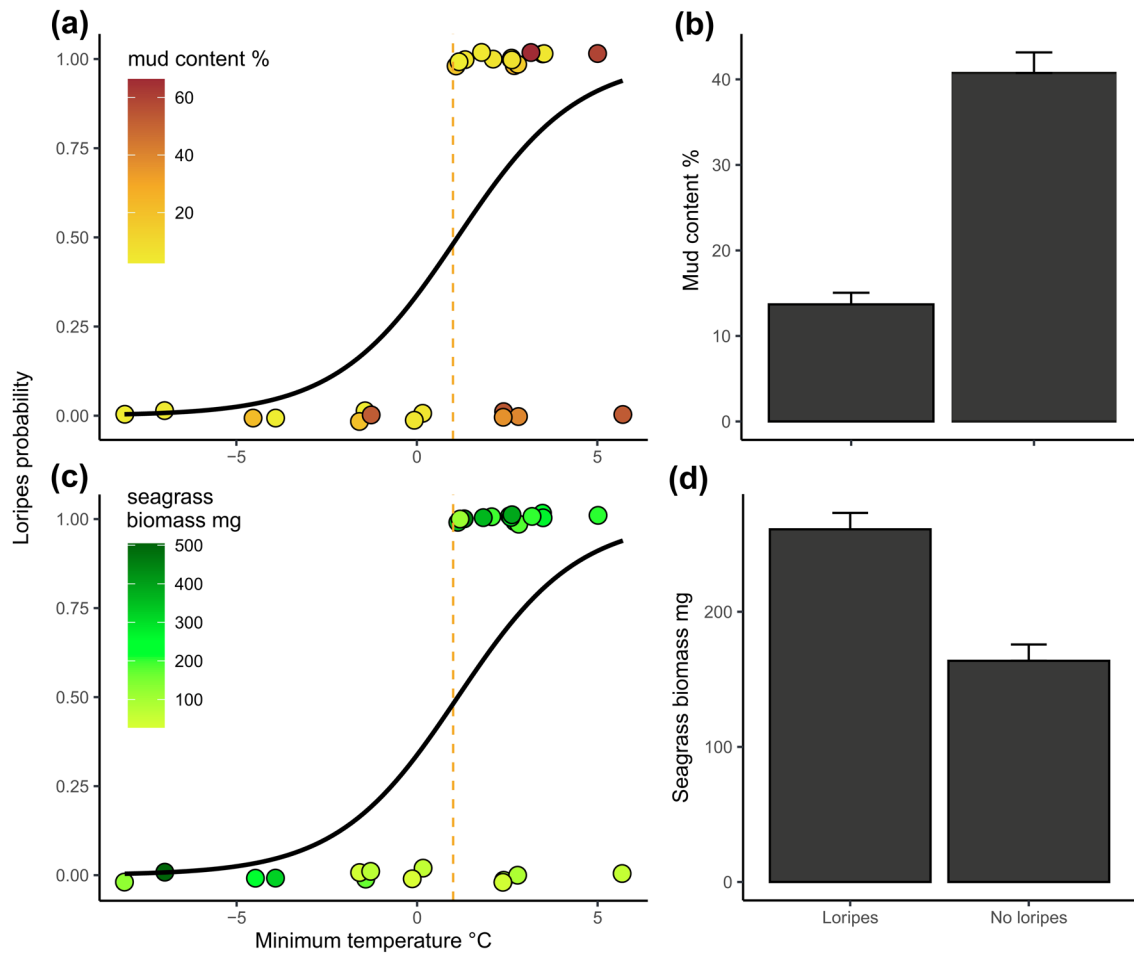 (a)
mud content %
60
40
20
1.00
0.75
0.50
0.25
0.00
−5
0
5
(b)
Mud content %
40
30
20
10
0
Loripes probability
(c)
seagrass
biomass mg
500
400
300
200
100
1.00
0.75
0.50
0.25
0.00
−5
0
5
Minimum temperature °C
(d)
Seagrass biomass mg
200
100
0
Loripes
No loripes